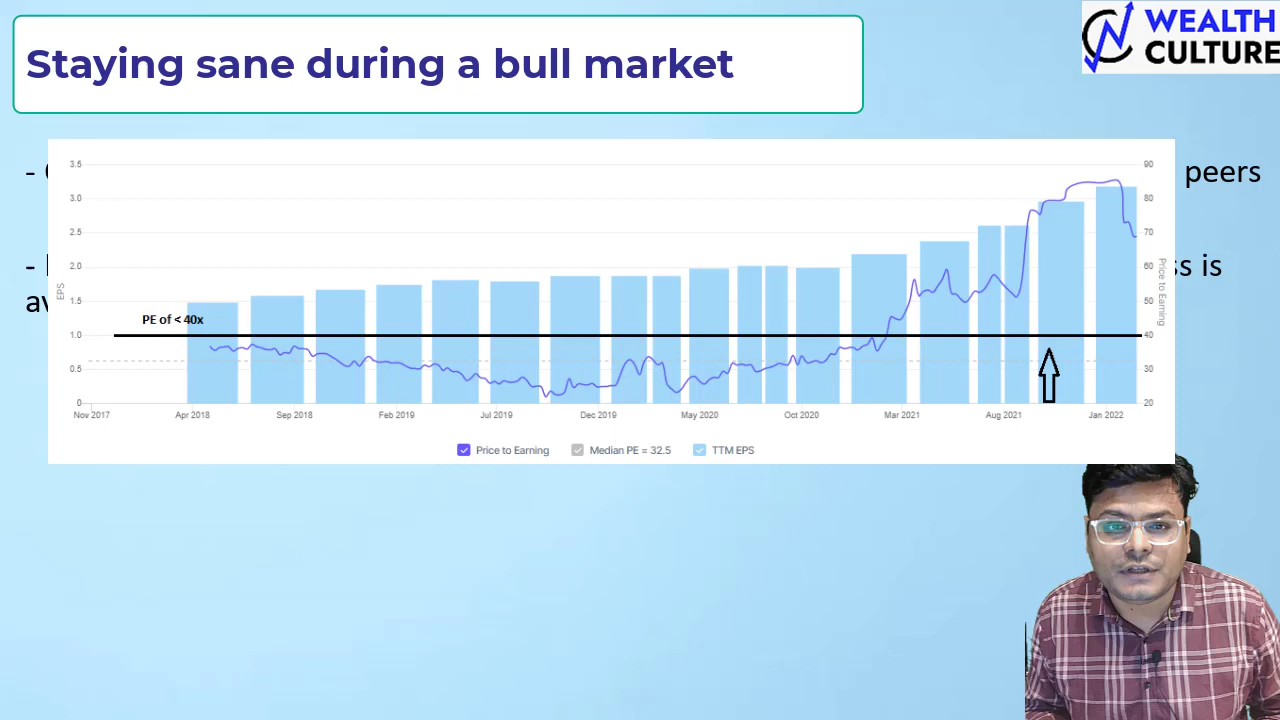 Staying sane during a bull market
WEALTH
CULTURE
-
peers
-
is
3.5
3.0
2.5
2.0
1.5
1.0
0.5
0
EPS
PE of < 40x
90
80
70
60
50
40
30
20
Price to Earning
Nov 2017 Apr 2018 Sep 2018 Feb 2019 Jul 2019 Dec 2019 May 2020 Oct 2020 Mar 2021 Aug 2021 Jan 2022
Price to Earning Median PE = 32.5 TTM EPS